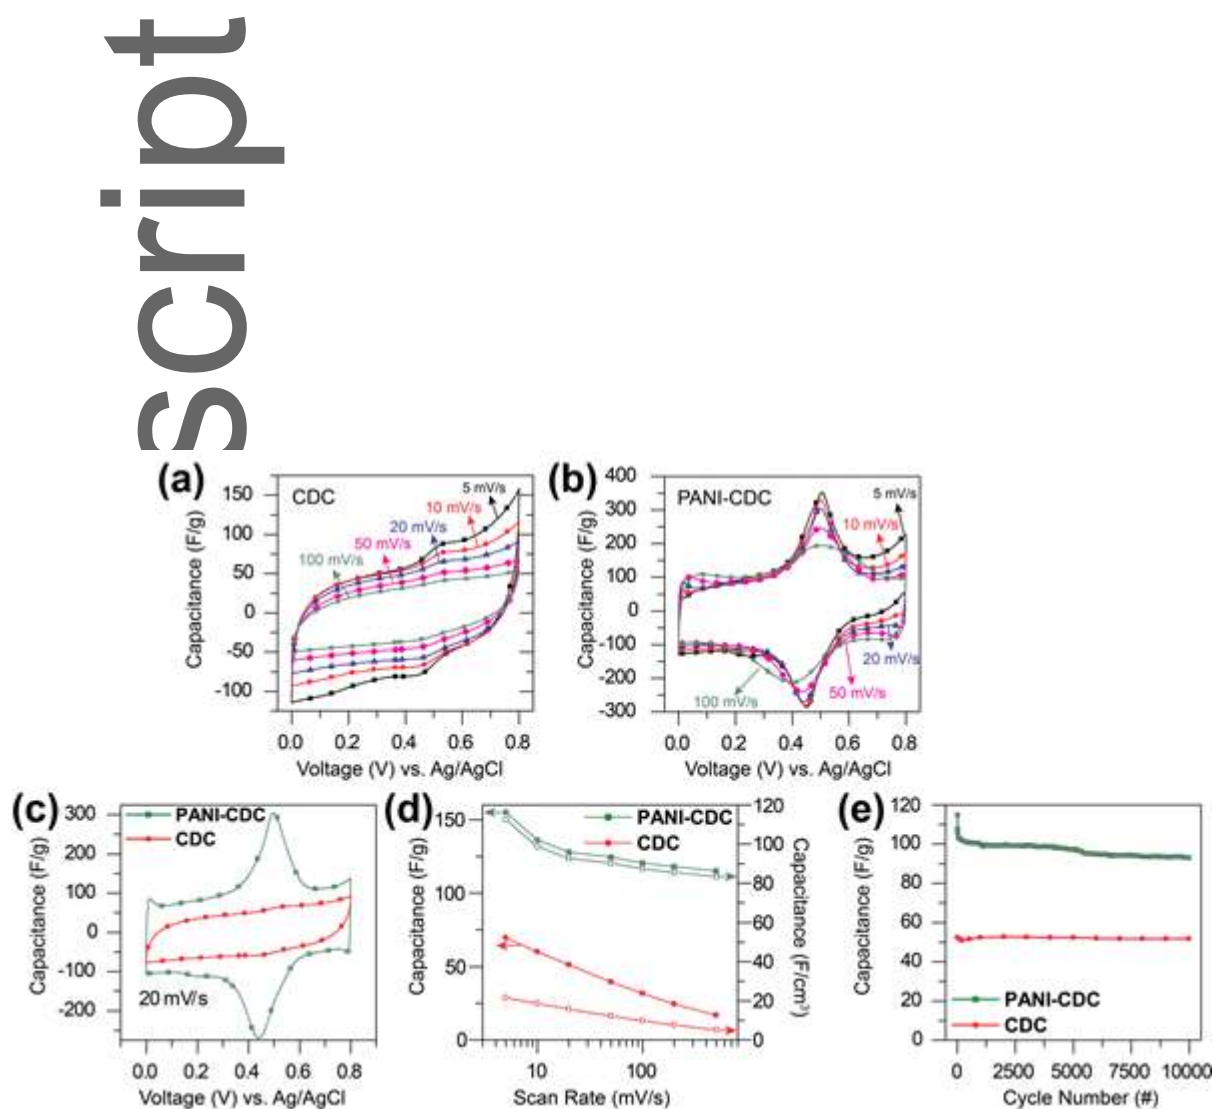 script
(a)
CDC
5 mV/s
10 mV/s
20 mV/s
50 mV/s
100 mV/s
Capacitance (F/g)
150
100
50
0
-50
-100
0.0 0.2 0.4 0.6 0.8
Voltage (V) vs. Ag/AgCl
(b)
PANI-CDC
5 mV/s
10 mV/s
20 mV/s
50 mV/s
100 mV/s
Capacitance (F/g)
400
300
200
100
0
-100
-200
-300
0.0 0.2 0.4 0.6 0.8
Voltage (V) vs. Ag/AgCl
(c)
PANI-CDC
CDC
20 mV/s
Capacitance (F/g)
300
200
100
0
-100
-200
0.0 0.2 0.4 0.6 0.8
Voltage (V) vs. Ag/AgCl
(d)
PANI-CDC
CDC
Capacitance (F/g)
150
100
50
0
Capacitance (F/cm³)
120
100
80
60
40
20
0
10 100
Scan Rate (mV/s)
(e)
PANI-CDC
CDC
Capacitance (F/g)
120
100
80
60
40
20
0
0 2500 5000 7500 10000
Cycle Number (#)